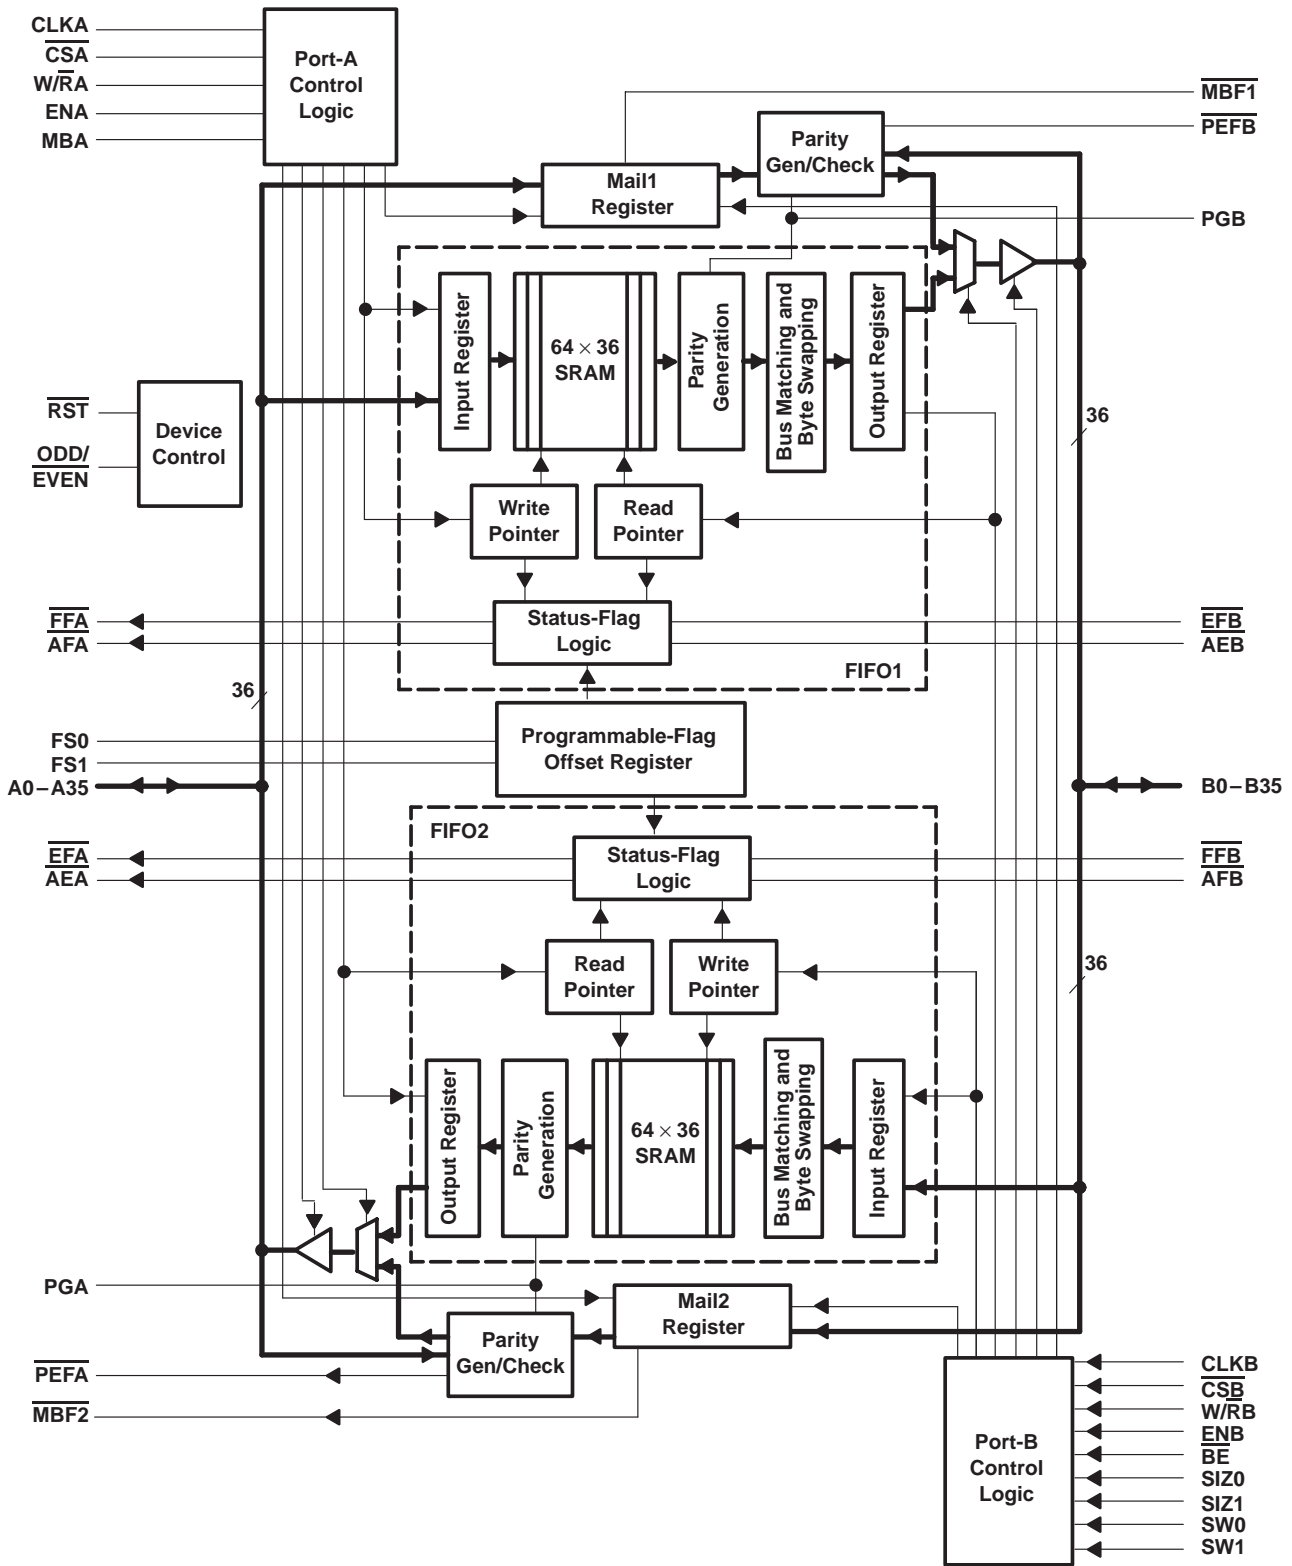 CLKA
CSA
W/RA
ENA
MBA
Port-A
Control
Logic
MBF1
PEFB
Parity
Gen/Check
Mail1
Register
PGB
Input Register
64 × 36
SRAM
Parity
Generation
Bus Matching and
Byte Swapping
Output Register
RST
ODD/
EVEN
Device
Control
36
Write
Pointer
Read
Pointer
FFA
AFA
Status-Flag
Logic
EFB
AEB
FIFO1
36
FS0
FS1
A0–A35
Programmable-Flag
Offset Register
B0–B35
FIFO2
EFA
AEA
Status-Flag
Logic
FFB
AFB
Read
Pointer
Write
Pointer
36
Output Register
Parity
Generation
64 × 36
SRAM
Bus Matching and
Byte Swapping
Input Register
PGA
Mail2
Register
Parity
Gen/Check
PEFA
MBF2
Port-B
Control
Logic
CLKB
CSB
W/RB
ENB
BE
SIZ0
SIZ1
SW0
SW1